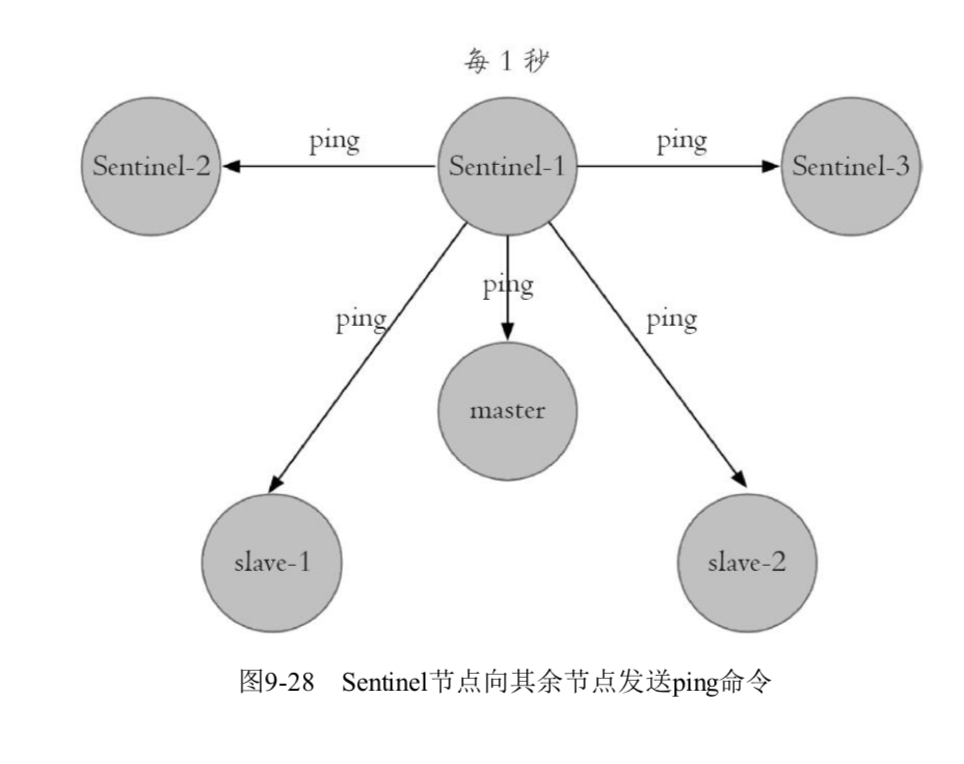 每 1 秒
ping
ping
Sentinel-2
Sentinel-1
Sentinel-3
ping
ping
ping
master
slave-1
slave-2
图9-28 Sentinel节点向其余节点发送ping命令